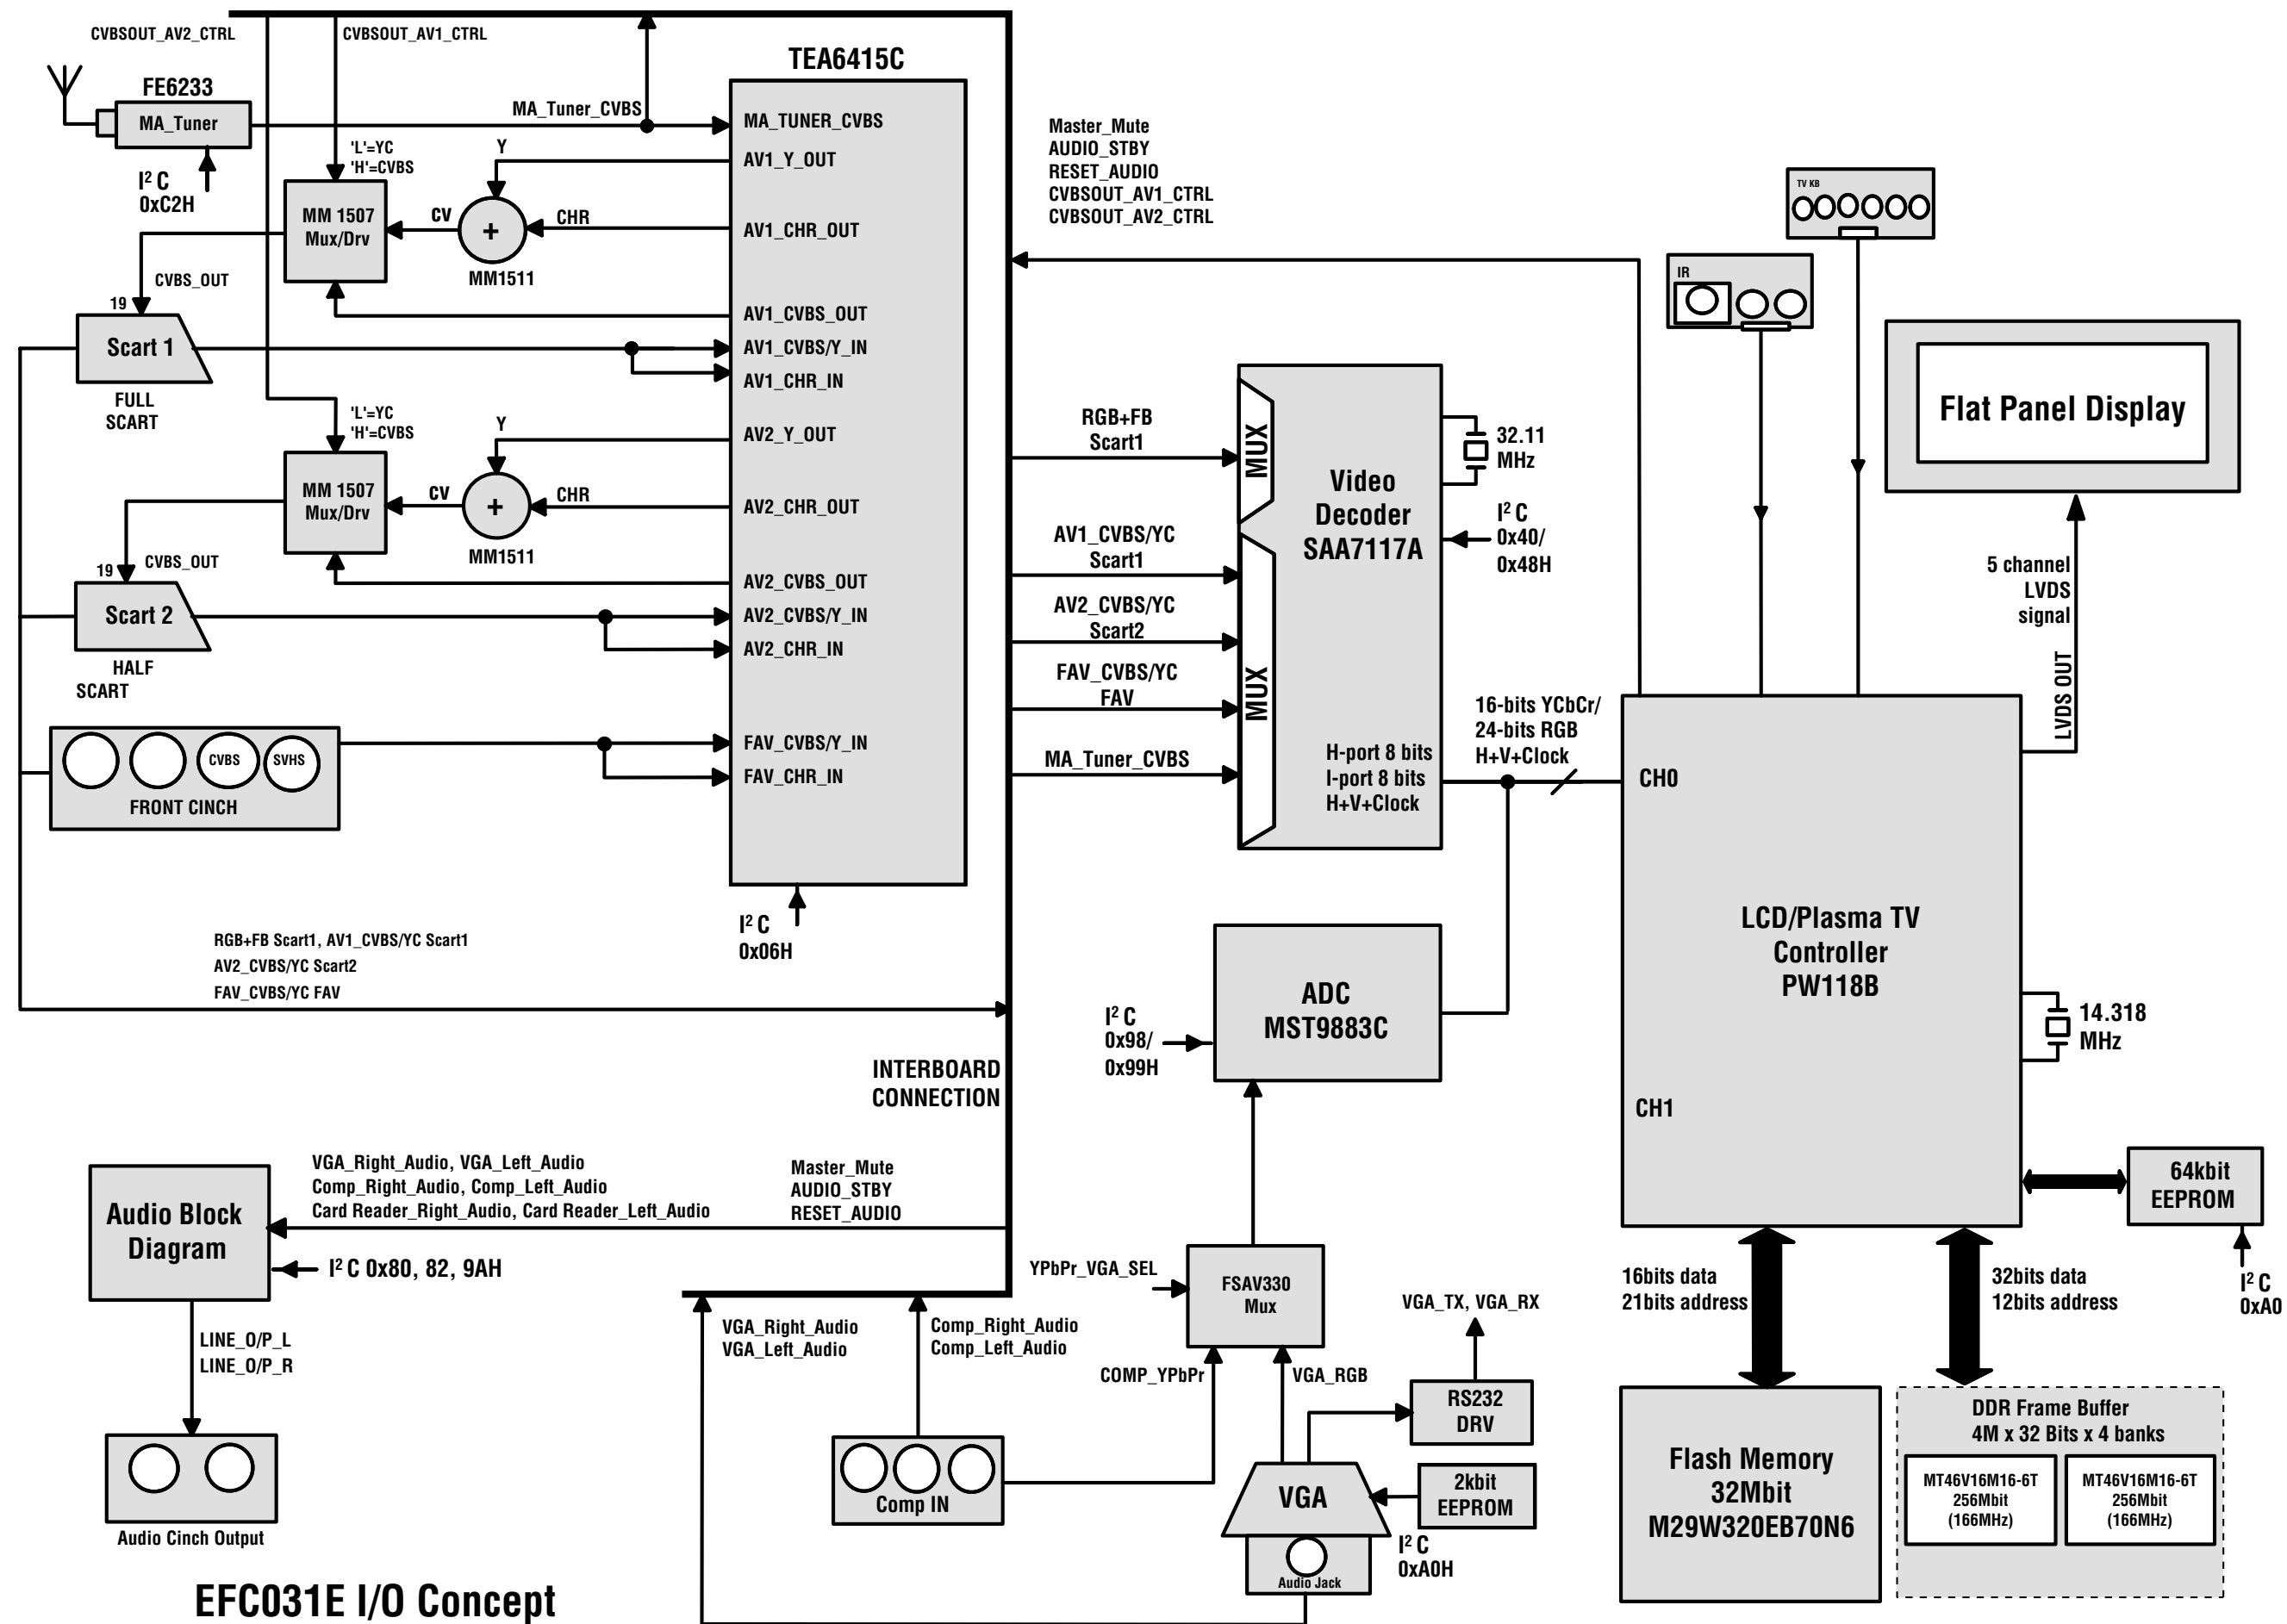 CVBSOUT_AV2_CTRL
CVBSOUT_AV1_CTRL
TEA6415C
FE6233
MA_Tuner
I² C
0xC2H
MA_Tuner_CVBS
MA_TUNER_CVBS
'L'=YC
'H'=CVBS
Y
AV1_Y_OUT
MM 1507
Mux/Drv
CV
+
CHR
AV1_CHR_OUT
MM1511
CVBS_OUT
19
AV1_CVBS_OUT
Scart 1
AV1_CVBS/Y_IN
AV1_CHR_IN
FULL
SCART
'L'=YC
'H'=CVBS
Y
AV2_Y_OUT
MM 1507
Mux/Drv
CV
+
CHR
AV2_CHR_OUT
MM1511
CVBS_OUT
19
AV2_CVBS_OUT
Scart 2
AV2_CVBS/Y_IN
AV2_CHR_IN
HALF
SCART
CVBS
SVHS
FRONT CINCH
FAV_CVBS/Y_IN
FAV_CHR_IN
I² C
0x06H
RGB+FB Scart1, AV1_CVBS/YC Scart1
AV2_CVBS/YC Scart2
FAV_CVBS/YC FAV
INTERBOARD
CONNECTION
Master_Mute
AUDIO_STBY
RESET_AUDIO
CVBSOUT_AV1_CTRL
CVBSOUT_AV2_CTRL
TV KB
IR
Flat Panel Display
RGB+FB
Scart1
MUX
AV1_CVBS/YC
Scart1
AV2_CVBS/YC
Scart2
FAV_CVBS/YC
FAV
MA_Tuner_CVBS
MUX
Video
Decoder
SAA7117A
H-port 8 bits
I-port 8 bits
H+V+Clock
32.11
MHz
I² C
0x40/
0x48H
16-bits YCbCr/
24-bits RGB
H+V+Clock
5 channel
LVDS
signal
LVDS OUT
CH0
LCD/Plasma TV
Controller
PW118B
CH1
14.318
MHz
ADC
MST9883C
I² C
0x98/
0x99H
64kbit
EEPROM
I² C
0xA0
Audio Block
Diagram
VGA_Right_Audio, VGA_Left_Audio
Comp_Right_Audio, Comp_Left_Audio
Card Reader_Right_Audio, Card Reader_Left_Audio
Master_Mute
AUDIO_STBY
RESET_AUDIO
I² C 0x80, 82, 9AH
LINE_O/P_L
LINE_O/P_R
Audio Cinch Output
YPbPr_VGA_SEL
FSAV330
Mux
VGA_Right_Audio
VGA_Left_Audio
Comp_Right_Audio
Comp_Left_Audio
COMP_YPbPr
VGA_RGB
VGA_TX, VGA_RX
RS232
DRV
Comp IN
VGA
2kbit
EEPROM
I² C
0xA0H
Audio Jack
16bits data
21bits address
32bits data
12bits address
Flash Memory
32Mbit
M29W320EB70N6
DDR Frame Buffer
4M x 32 Bits x 4 banks
MT46V16M16-6T
256Mbit
(166MHz)
MT46V16M16-6T
256Mbit
(166MHz)
EFC031E I/O Concept